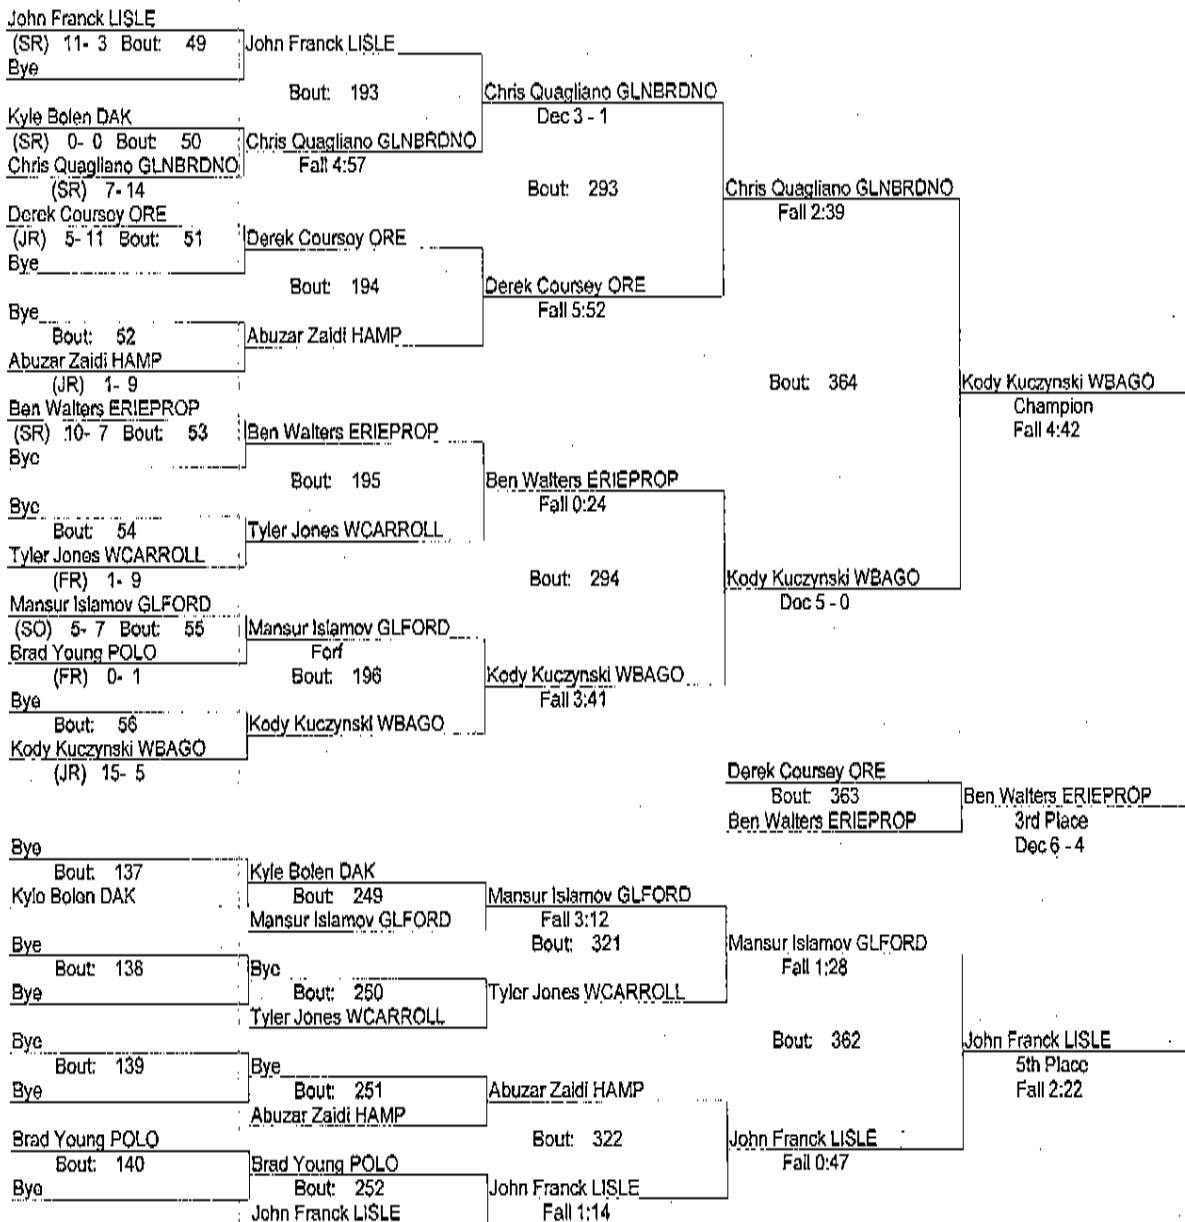 John Franck LISLE
(SR) 11- 3 Bout: 49
Bye
John Franck LISLE
Bout: 193
Kyle Bolen DAK
(SR) 0- 0 Bout: 50
Chris Quagliano GLNBRDNO
(SR) 7- 14
Chris Quagliano GLNBRDNO
Fall 4:57
Chris Quagliano GLNBRDNO
Dec 3 - 1
Bout: 293
Derek Coursey ORE
(JR) 5- 11 Bout: 51
Bye
Derek Coursey ORE
Bout: 194
Bye
Bout: 52
Abuzar Zaidi HAMP
(JR) 1- 9
Abuzar Zaidi HAMP
Derek Coursey ORE
Fall 5:52
Chris Quagliano GLNBRDNO
Fall 2:39
Bout: 364
Kody Kuczynski WBAGO
Champion
Fall 4:42
Ben Walters ERIEPROP
(SR) 10- 7 Bout: 53
Bye
Ben Walters ERIEPROP
Bout: 195
Bye
Bout: 54
Tyler Jones WCARROLL
(FR) 1- 9
Tyler Jones WCARROLL
Ben Walters ERIEPROP
Fall 0:24
Bout: 294
Mansur Islamov GLFORD
(SO) 5- 7 Bout: 55
Brad Young POLO
(FR) 0- 1
Mansur Islamov GLFORD
Forf
Bout: 196
Bye
Bout: 56
Kody Kuczynski WBAGO
(JR) 15- 5
Kody Kuczynski WBAGO
Kody Kuczynski WBAGO
Fall 3:41
Kody Kuczynski WBAGO
Dec 5 - 0
Derek Coursey ORE
Bout: 363
Ben Walters ERIEPROP
Ben Walters ERIEPROP
3rd Place
Dec 6 - 4
Bye
Bout: 137
Kyle Bolen DAK
Kyle Bolen DAK
Bout: 249
Mansur Islamov GLFORD
Mansur Islamov GLFORD
Fall 3:12
Bout: 321
Bye
Bout: 138
Bye
Bye
Bout: 250
Tyler Jones WCARROLL
Tyler Jones WCARROLL
Mansur Islamov GLFORD
Fall 1:28
Bout: 362
John Franck LISLE
5th Place
Fall 2:22
Bye
Bout: 139
Bye
Bye
Bout: 251
Abuzar Zaidi HAMP
Abuzar Zaidi HAMP
Bout: 322
Brad Young POLO
Bout: 140
Bye
Brad Young POLO
Bout: 252
John Franck LISLE
John Franck LISLE
Fall 1:14
John Franck LISLE
Fall 0:47